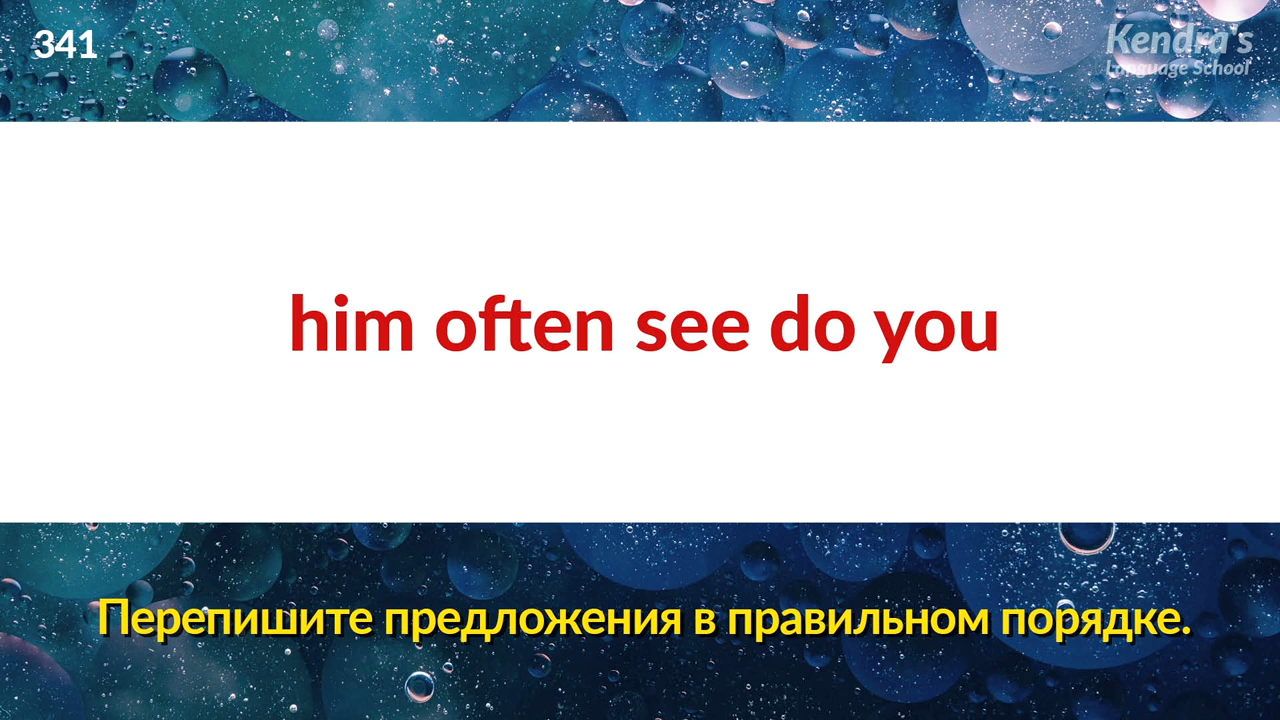 341
Kendra's
Language School
him often see do you
Перепишите предложения в правильном порядке.